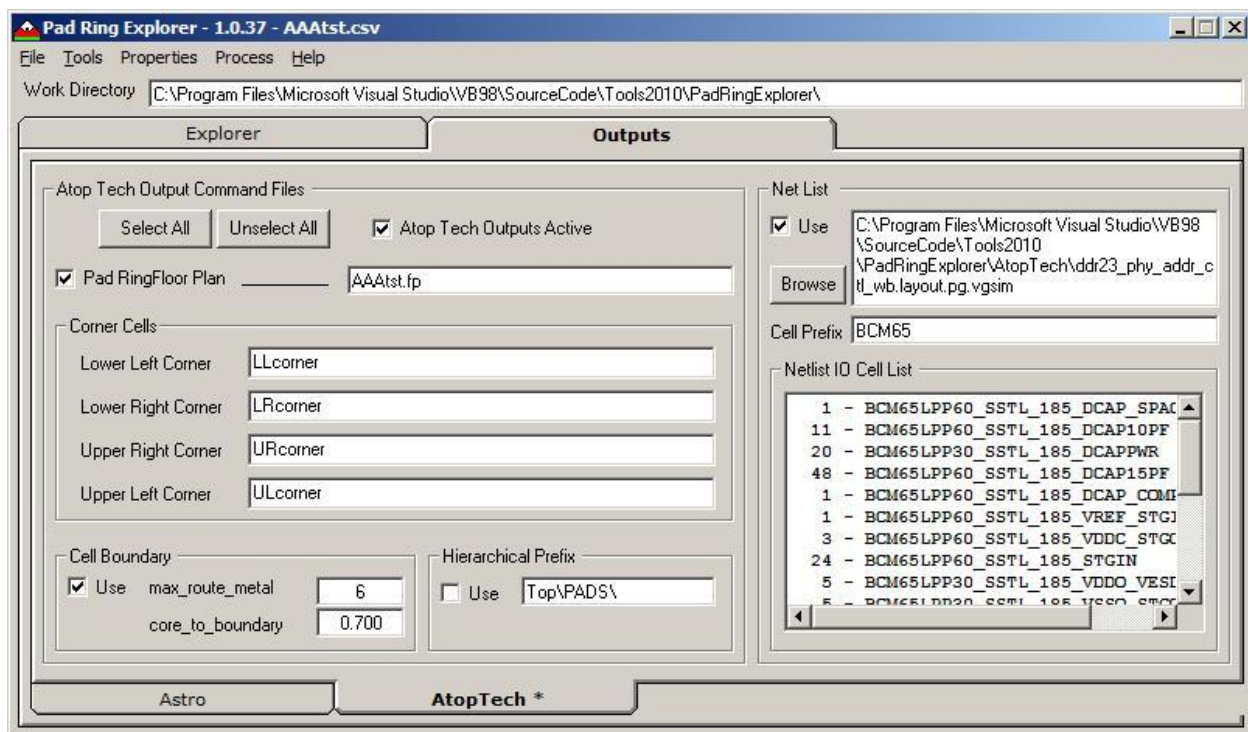 Pad Ring Explorer - 1.0.37 - AAAtst.csv
File Tools Properties Process Help
Work Directory C:\Program Files\Microsoft Visual Studio\VB98\SourceCode\Tools2010\PadRingExplorer\
Explorer Outputs
Atop Tech Output Command Files
Select All Unselect All Atop Tech Outputs Active
Pad RingFloor Plan AAAtst.fp
Corner Cells
Lower Left Corner LLcorner
Lower Right Corner LRcorner
Upper Right Corner URcorner
Upper Left Corner ULcorner
Cell Boundary
Use max_route_metal 6
core_to_boundary 0.700
Hierarchical Prefix
Use Top\PADS\
Net List
Use
C:\Program Files\Microsoft Visual Studio\VB98
\SourceCode\Tools2010
\PadRingExplorer\AtopTech\ddr23_phy_addr_c
tl_wb.layout.pg.vgsim
Browse
Cell Prefix BCM65
Netlist IO Cell List
1 - BCM65LPP60_SSTL_185_DCAP_SPAC
11 - BCM65LPP60_SSTL_185_DCAP10PF
20 - BCM65LPP30_SSTL_185_DCAPPWR
48 - BCM65LPP60_SSTL_185_DCAP15PF
1 - BCM65LPP60_SSTL_185_DCAP_COM
1 - BCM65LPP60_SSTL_185_VREF_STGI
3 - BCM65LPP60_SSTL_185_VDDC_STGC
24 - BCM65LPP60_SSTL_185_STGIN
5 - BCM65LPP30_SSTL_185_VDDO_VESD
5 - BCM65LPP30_SSTL_185_VSSO_STGC
Astro AtopTech *